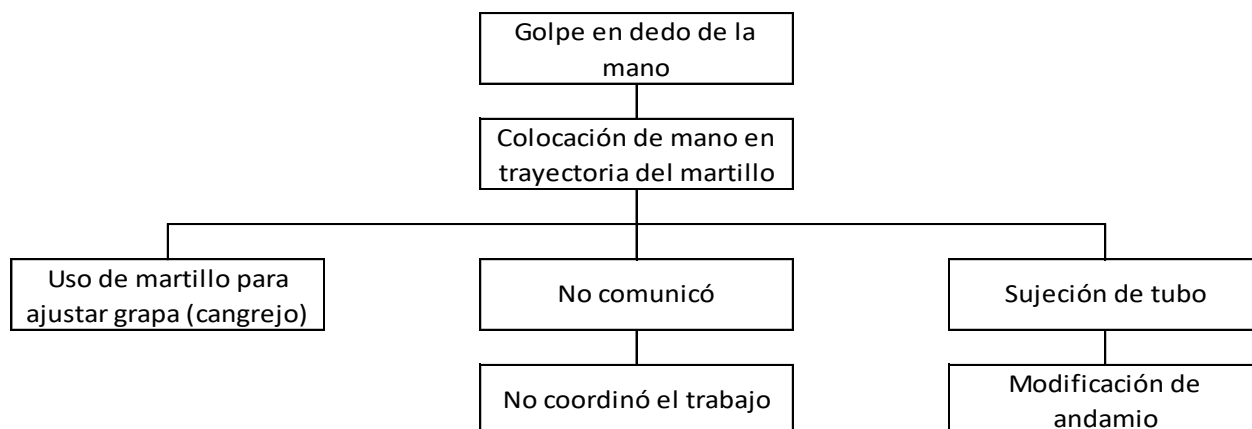 Golpe en dedo de la
mano
Colocación de mano en
trayectoria del martillo
Uso de martillo para
ajustar grapa (cangrejo)
No comunicó
Sujeción de tubo
No coordinó el trabajo
Modificación de
andamio